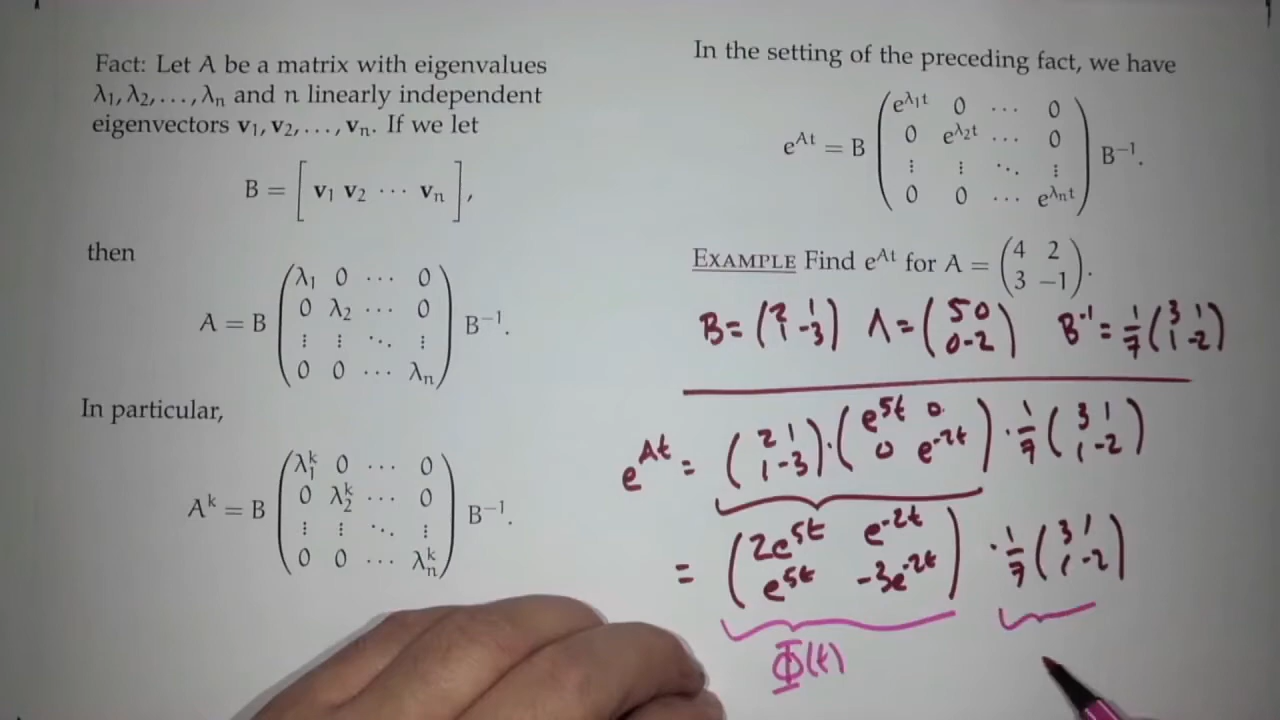 Fact: Let A be a matrix with eigenvalues
λ₁, λ₂, . . . , λₙ and n linearly independent
eigenvectors v₁, v₂, . . . , vₙ. If we let
B = [ v₁ v₂ ⋯ vₙ ],
then
A = B
λ₁ 0 ⋯ 0
0 λ₂ ⋯ 0
⋮ ⋮ ⋱ ⋮
0 0 ⋯ λₙ
B⁻¹.
In particular,
Aᵏ = B
λ₁ᵏ 0 ⋯ 0
0 λ₂ᵏ ⋯ 0
⋮ ⋮ ⋱ ⋮
0 0 ⋯ λₙᵏ
B⁻¹.
In the setting of the preceding fact, we have
e^{At} = B
e^{λ₁t} 0 ⋯ 0
0 e^{λ₂t} ⋯ 0
⋮ ⋮ ⋱ ⋮
0 0 ⋯ e^{λₙt}
B⁻¹.
EXAMPLE Find e^{At} for A = (4 2
3 −1).
B = (2 1
1 -3) Λ = (5 0
0 -2) B⁻¹ = 1/7 (3 1
1 -2)
e^{At} = (2 1
1 -3) · (e^{5t} 0
0 e^{-2t}) · 1/7 (3 1
1 -2)
= (2e^{5t} e^{-2t}
e^{5t} -3e^{-2t}) · 1/7 (3 1
1 -2)
Φ(t)